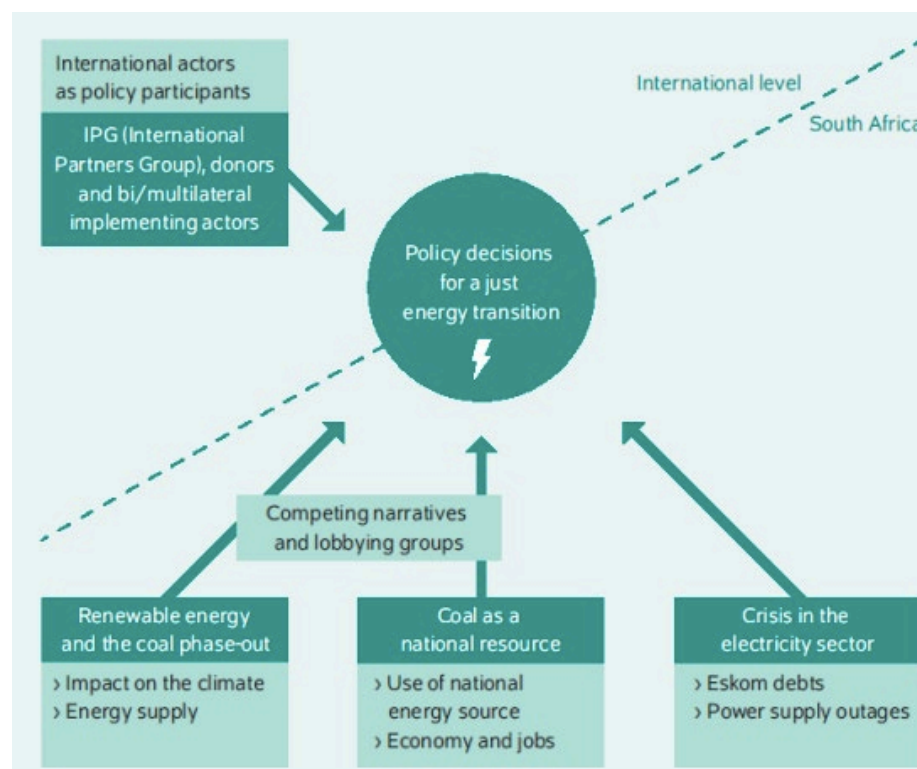 International actors
as policy participants
IPG (International
Partners Group), donors
and bi/multilateral
implementing actors
International level
South Africa
Policy decisions
for a just
energy transition
Competing narratives
and lobbying groups
Renewable energy
and the coal phase-out
› Impact on the climate
› Energy supply
Coal as a
national resource
› Use of national
energy source
› Economy and jobs
Crisis in the
electricity sector
› Eskom debts
› Power supply outages